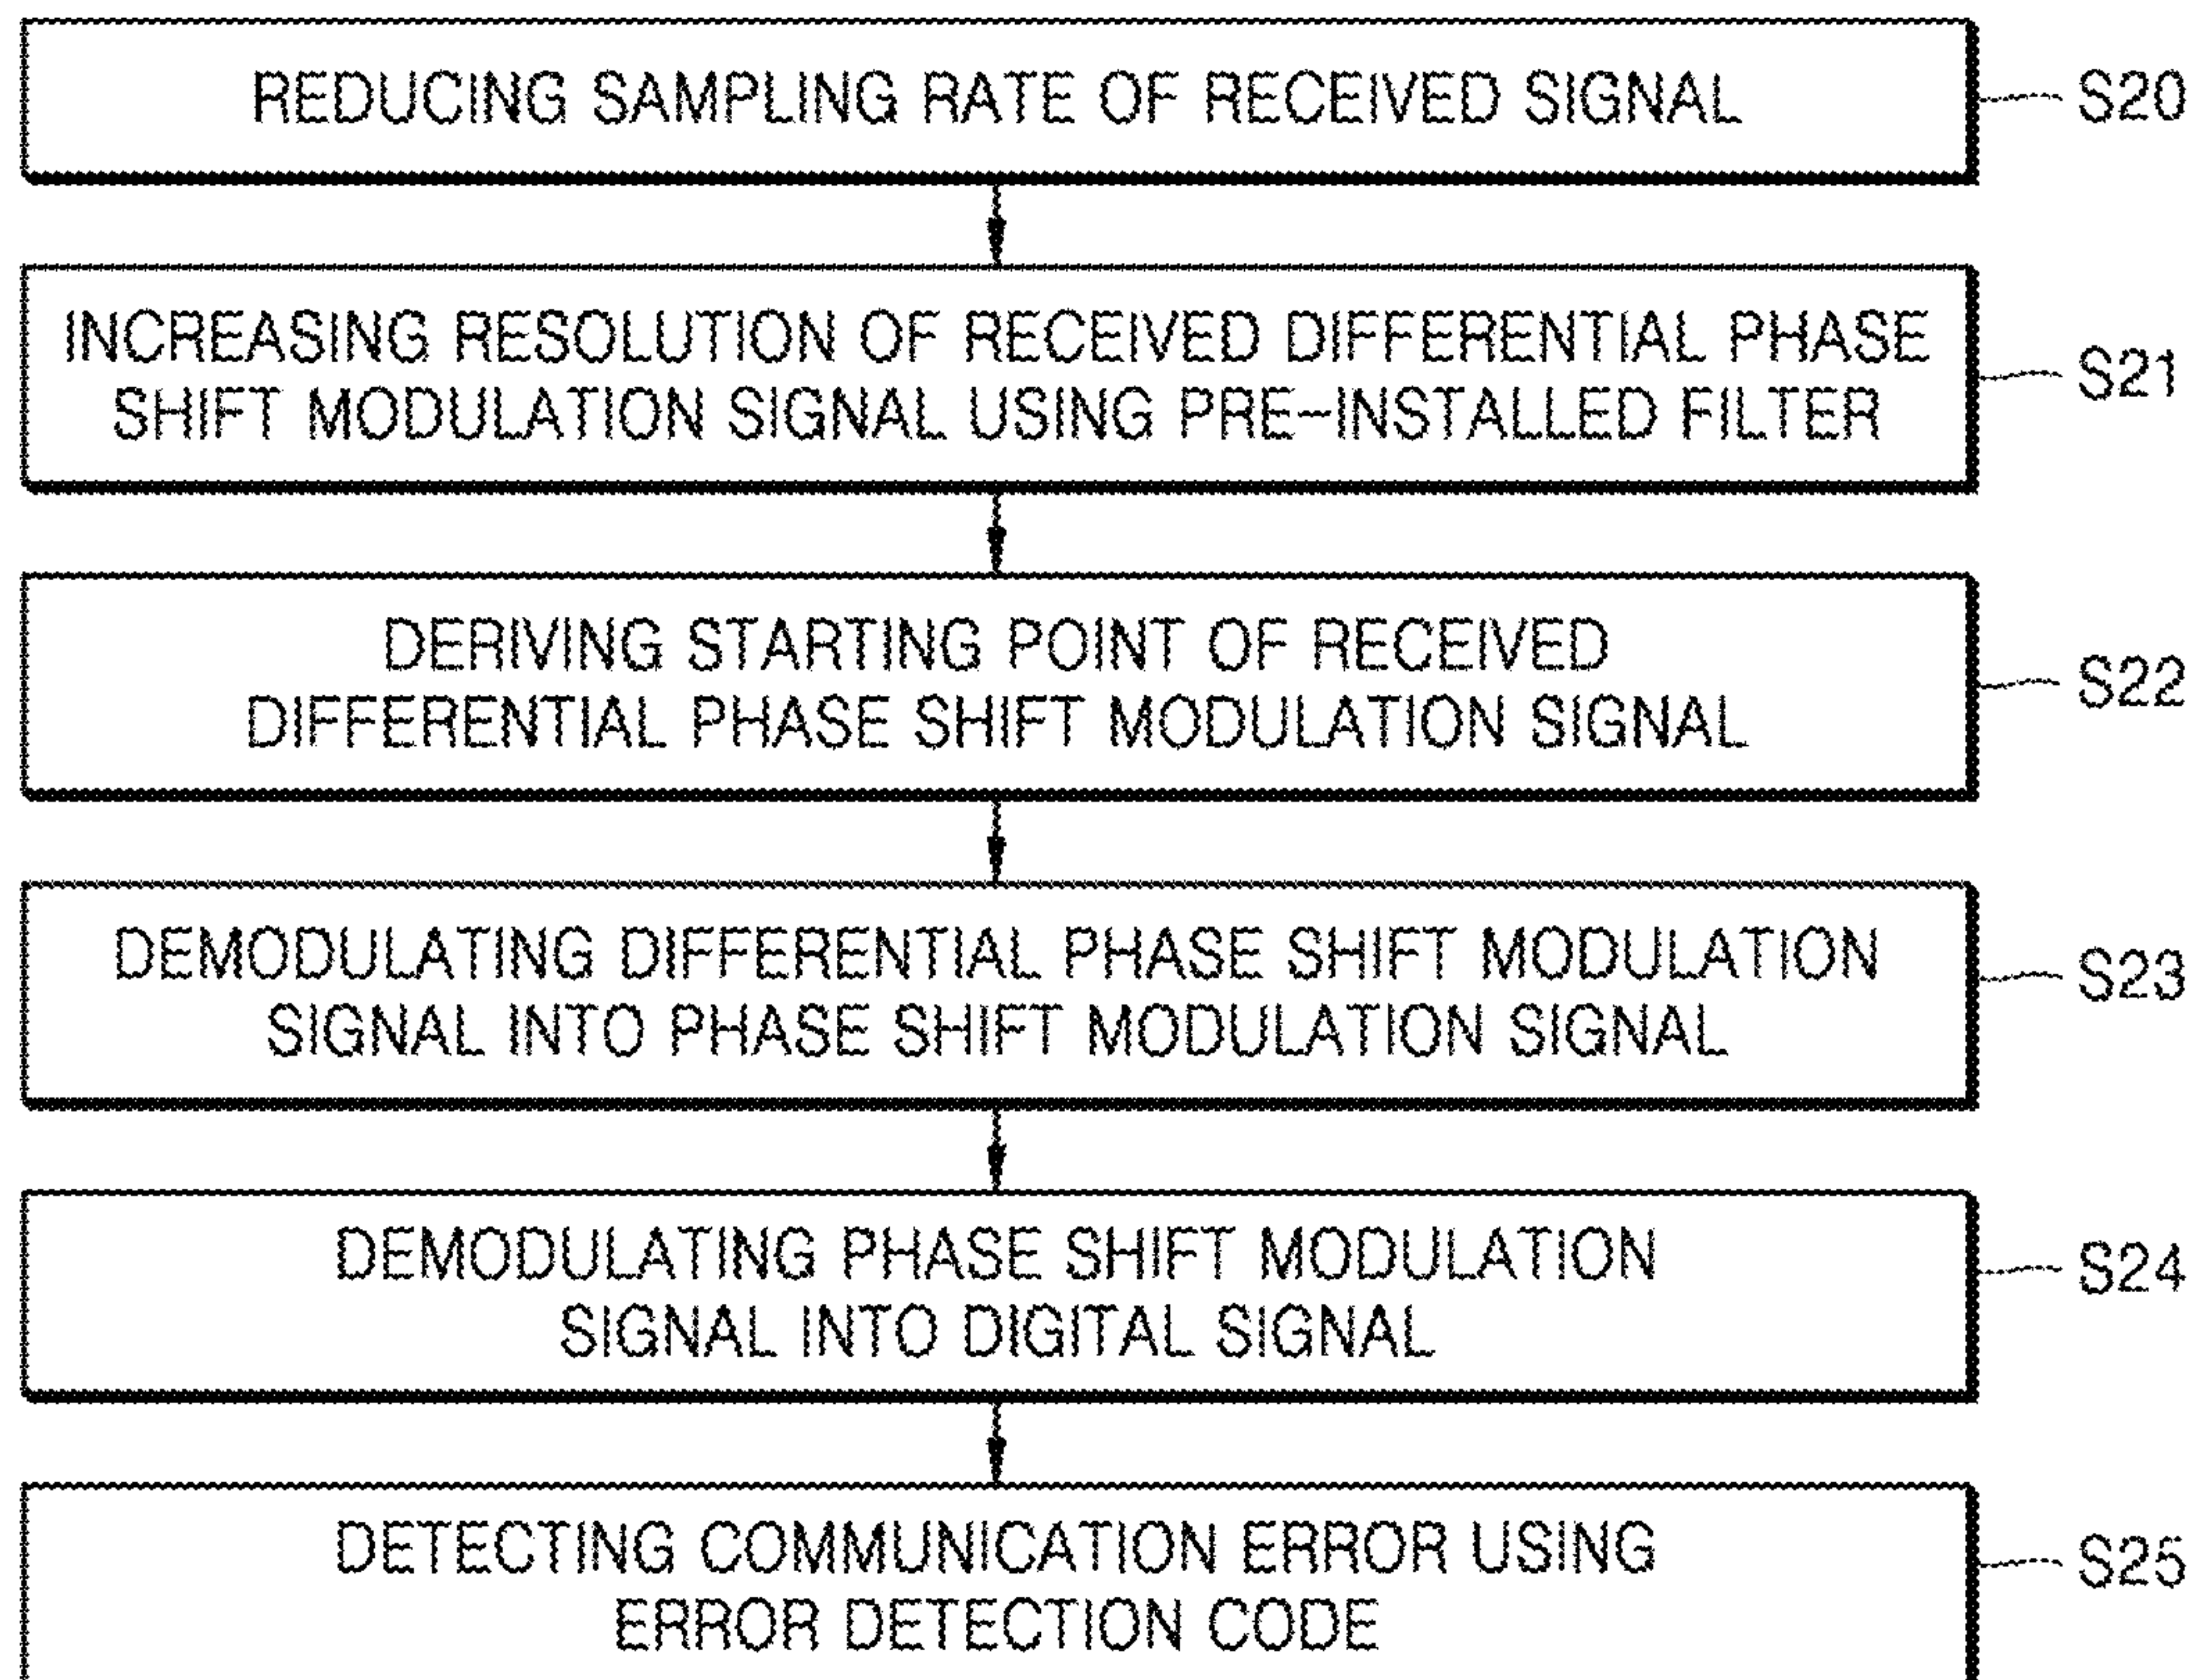 REDUCING SAMPLING RATE OF RECEIVED SIGNAL
S20
INCREASING RESOLUTION OF RECEIVED DIFFERENTIAL PHASE
SHIFT MODULATION SIGNAL USING PRE-INSTALLED FILTER
S21
DERIVING STARTING POINT OF RECEIVED
DIFFERENTIAL PHASE SHIFT MODULATION SIGNAL
S22
DEMODULATING DIFFERENTIAL PHASE SHIFT MODULATION
SIGNAL INTO PHASE SHIFT MODULATION SIGNAL
S23
DEMODULATING PHASE SHIFT MODULATION
SIGNAL INTO DIGITAL SIGNAL
S24
DETECTING COMMUNICATION ERROR USING
ERROR DETECTION CODE
S25